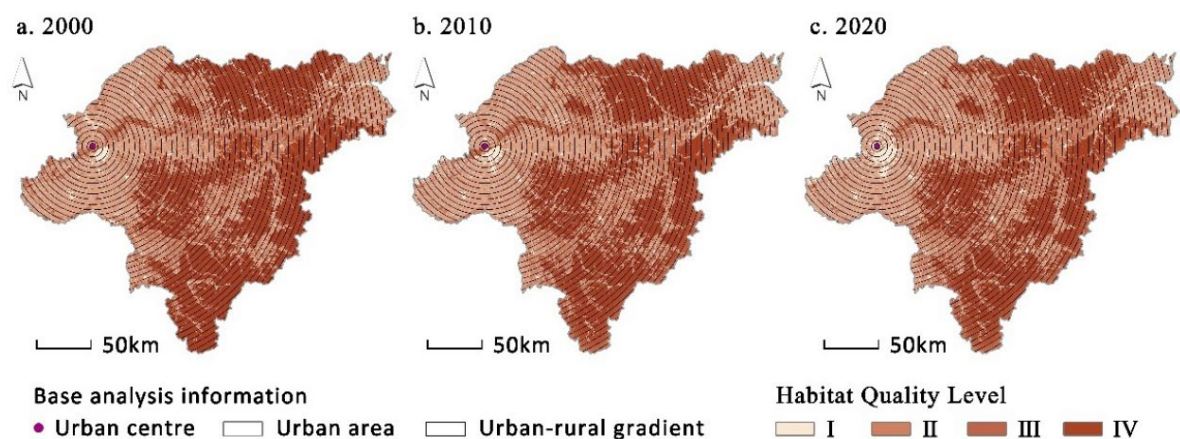 a. 2000
b. 2010
c. 2020
N
N
N
50km
50km
50km
Base analysis information
Urban centre
Urban area
Urban-rural gradient
Habitat Quality Level
I
II
III
IV